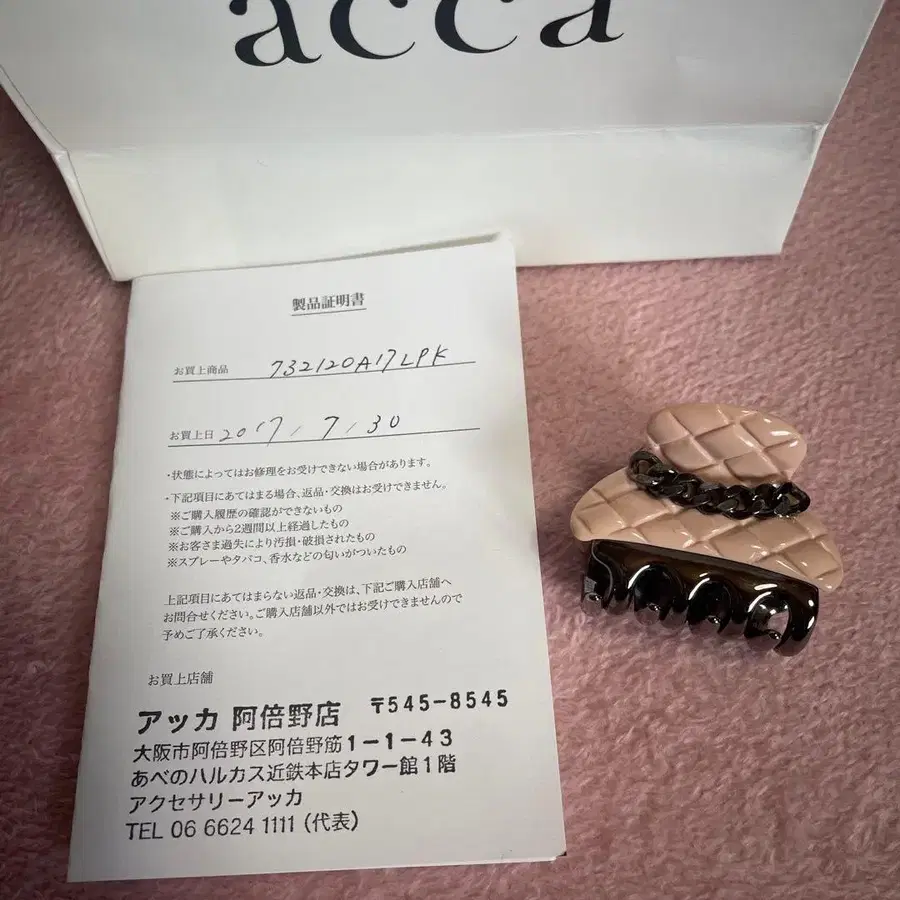 acca
製品証明書
お買上商品 732120A17LPK
お買上日 2017, 7, 30
・状態によってはお修理をお受けできない場合があります。
・下記項目にあてはまる場合、返品・交換はお受けできません。
※ご購入履歴の確認ができないもの
※ご購入から2週間以上経過したもの
※お客さま過失により汚損・破損されたもの
※スプレーやタバコ、香水などの匂いがついたもの
上記項目にあてはまらない返品・交換は、下記ご購入店舗へ
お問合せください。ご購入店舗以外ではお受けできませんので
予めご了承ください。
お買上店舗
アッカ 阿倍野店 〒545-8545
大阪市阿倍野区阿倍野筋1-1-43
あべのハルカス近鉄本店タワー館1階
アクセサリーアッカ
TEL 06 6624 1111 (代表)